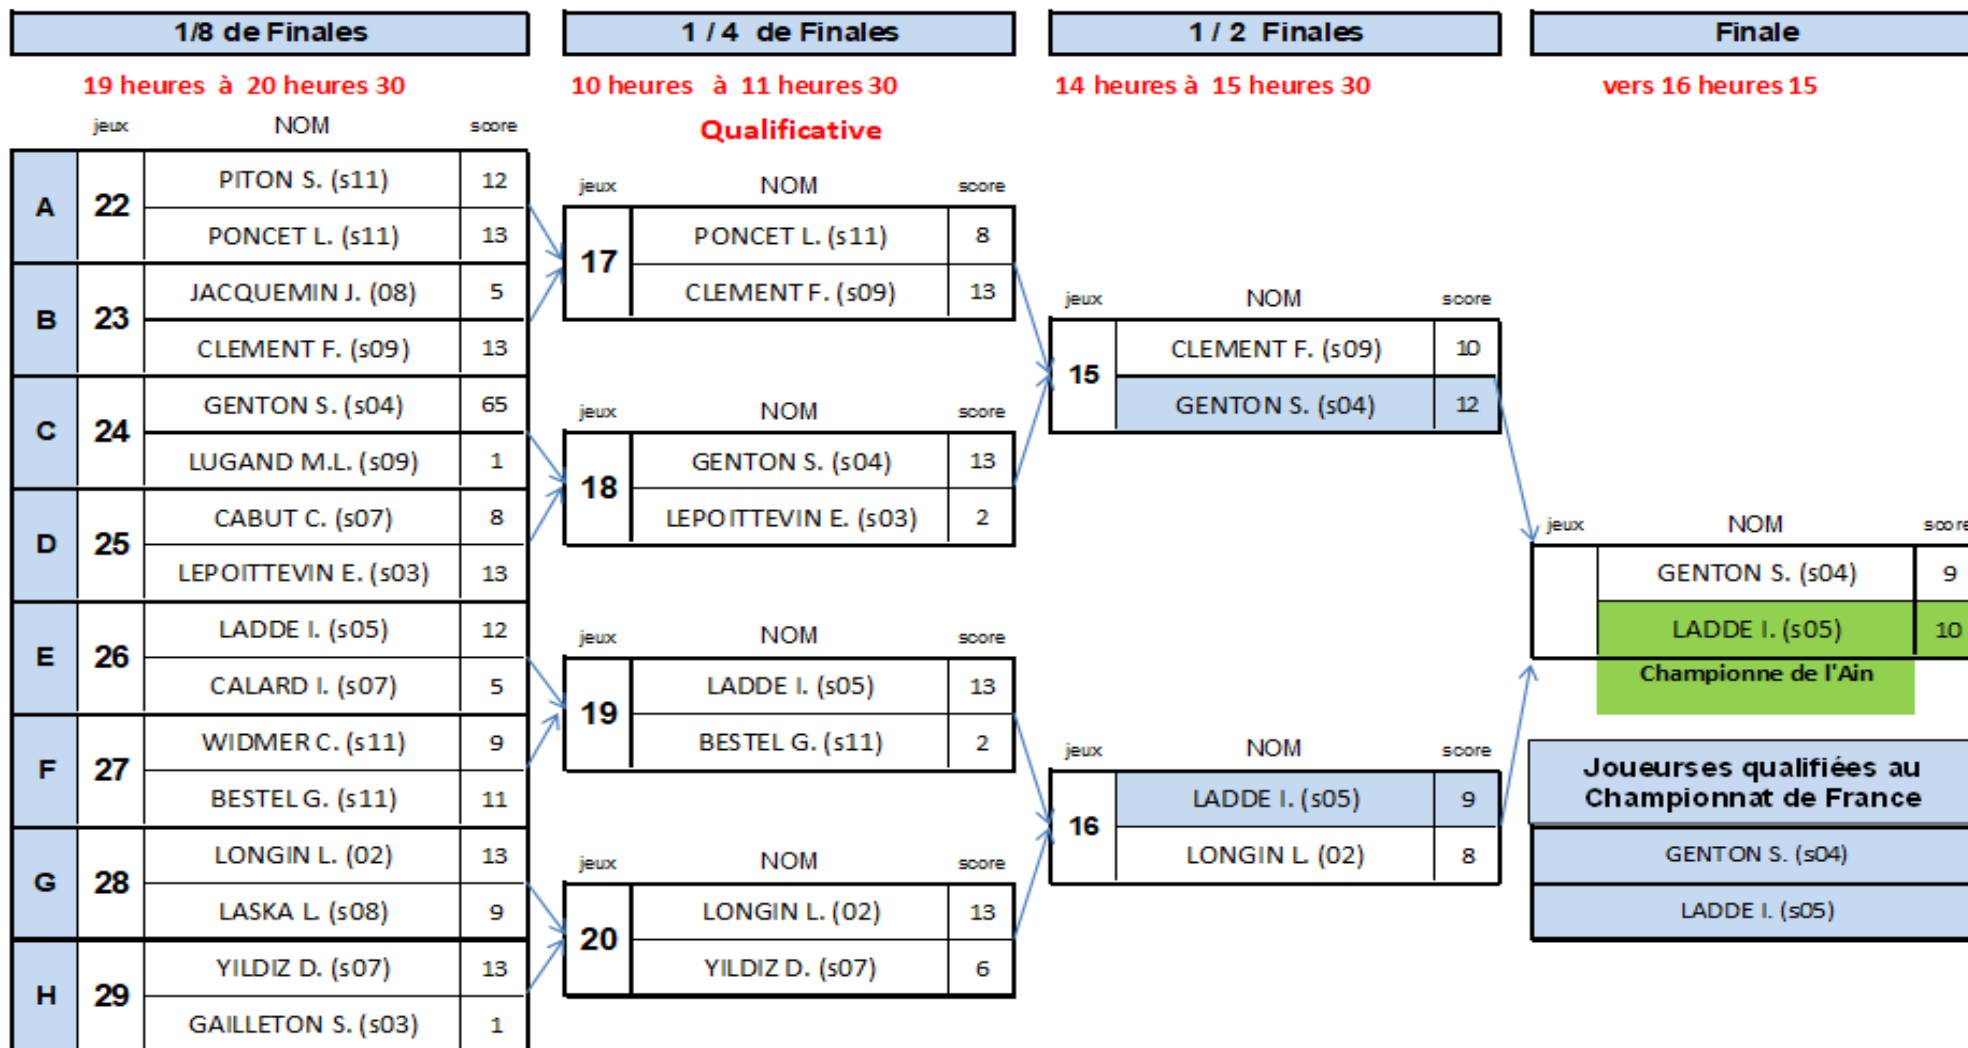 1/8 de Finales
19 heures à 20 heures 30
jeux NOM score
A 22 PITON S. (s11) 12
PONCET L. (s11) 13
B 23 JACQUEMIN J. (08) 5
CLEMENT F. (s09) 13
C 24 GENTON S. (s04) 65
LUGAND M.L. (s09) 1
D 25 CABUT C. (s07) 8
LEPOITTEVIN E. (s03) 13
E 26 LADDE I. (s05) 12
CALARD I. (s07) 5
F 27 WIDMER C. (s11) 9
BESTEL G. (s11) 11
G 28 LONGIN L. (02) 13
LASKA L. (s08) 9
H 29 YILDIZ D. (s07) 13
GAILLETON S. (s03) 1
1 / 4 de Finales
10 heures à 11 heures 30
Qualificative
jeux NOM score
17 PONCET L. (s11) 8
CLEMENT F. (s09) 13
jeux NOM score
18 GENTON S. (s04) 13
LEPOITTEVIN E. (s03) 2
jeux NOM score
19 LADDE I. (s05) 13
BESTEL G. (s11) 2
jeux NOM score
20 LONGIN L. (02) 13
YILDIZ D. (s07) 6
1 / 2 Finales
14 heures à 15 heures 30
jeux NOM score
15 CLEMENT F. (s09) 10
GENTON S. (s04) 12
jeux NOM score
16 LADDE I. (s05) 9
LONGIN L. (02) 8
Finale
vers 16 heures 15
jeux NOM score
GENTON S. (s04) 9
LADDE I. (s05) 10
Championne de l'Ain
Joueurses qualifiées au
Championnat de France
GENTON S. (s04)
LADDE I. (s05)